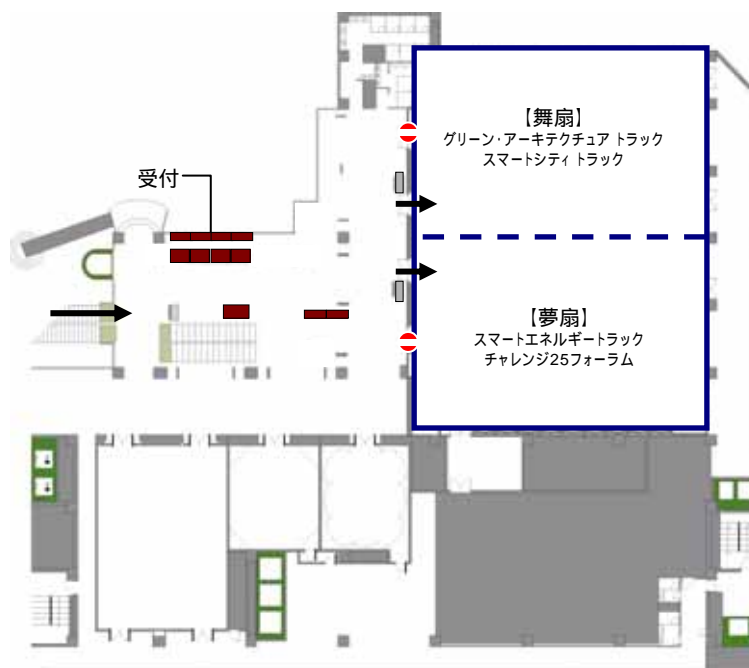 【舞扇】
グリーン・アーキテクチュア トラック
スマートシティ トラック
受付
【夢扇】
スマートエネルギートラック
チャレンジ25フォーラム